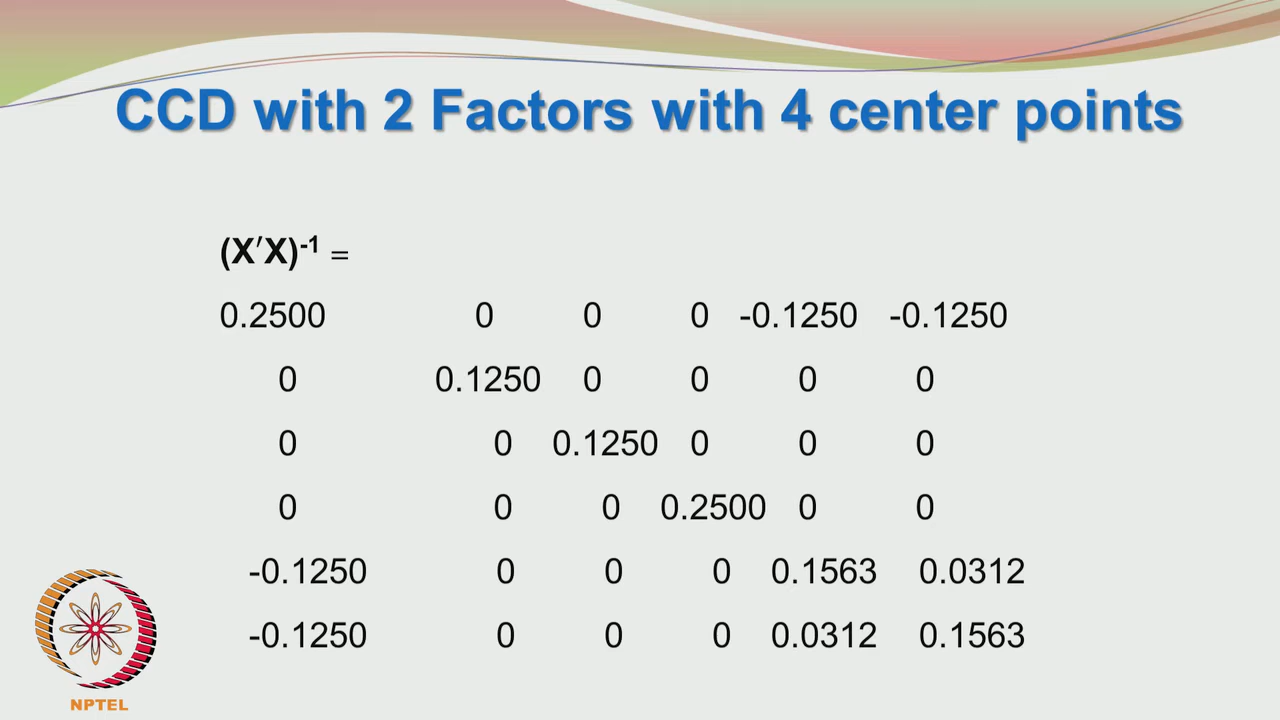 CCD with 2 Factors with 4 center points
(X′X)-1 =
0.2500 0 0 0 -0.1250 -0.1250
0 0.1250 0 0 0 0
0 0 0.1250 0 0 0
0 0 0 0.2500 0 0
-0.1250 0 0 0 0.1563 0.0312
-0.1250 0 0 0 0.0312 0.1563
NPTEL